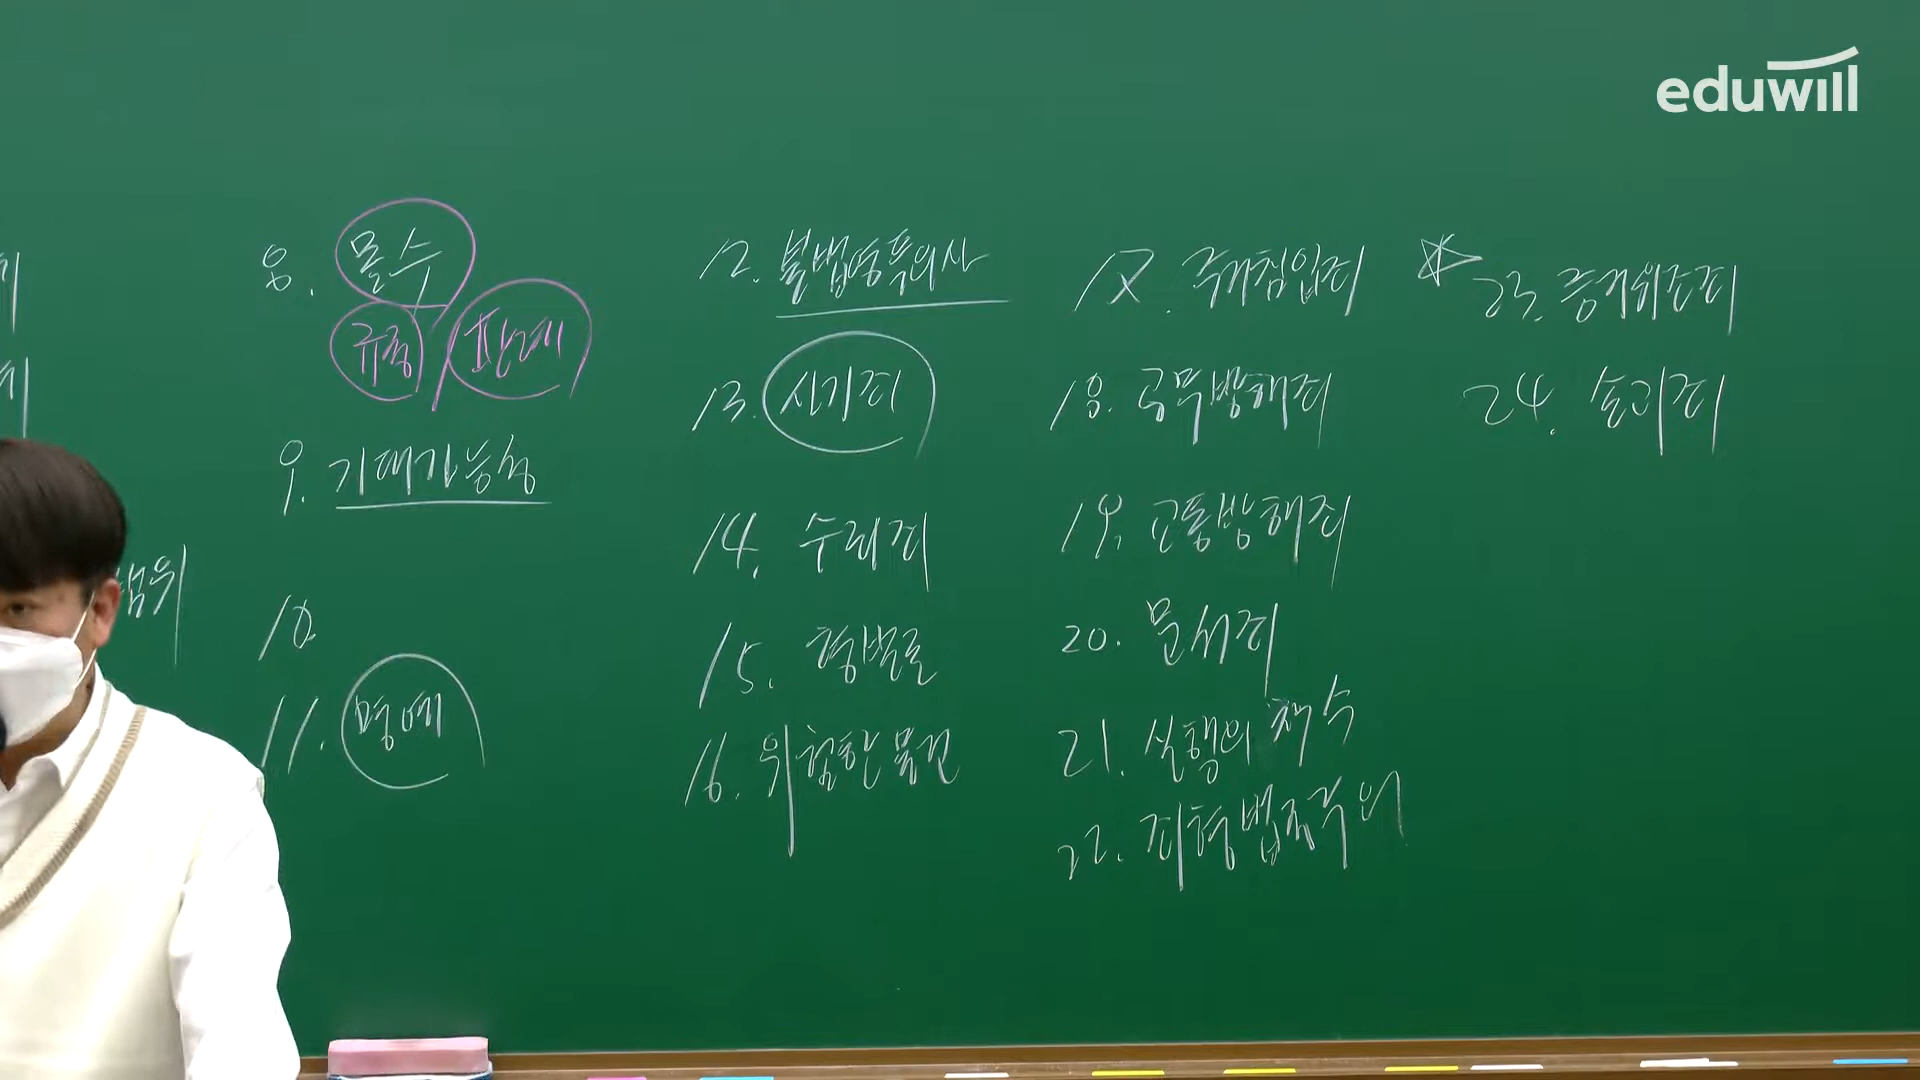 eduwill
범위
8. 몰수
규정 판례
9. 기대가능성
10.
11. 명예
12. 불법영득의사
13. 사기죄
14. 수뢰죄
15. 형벌론
16. 위험한 물건
17. 주거침입죄
18. 공무방해죄
19. 교통방해죄
20. 문서죄
21. 실행의 착수
22. 죄형법정주의
23. 증거위조죄
24. 손괴죄